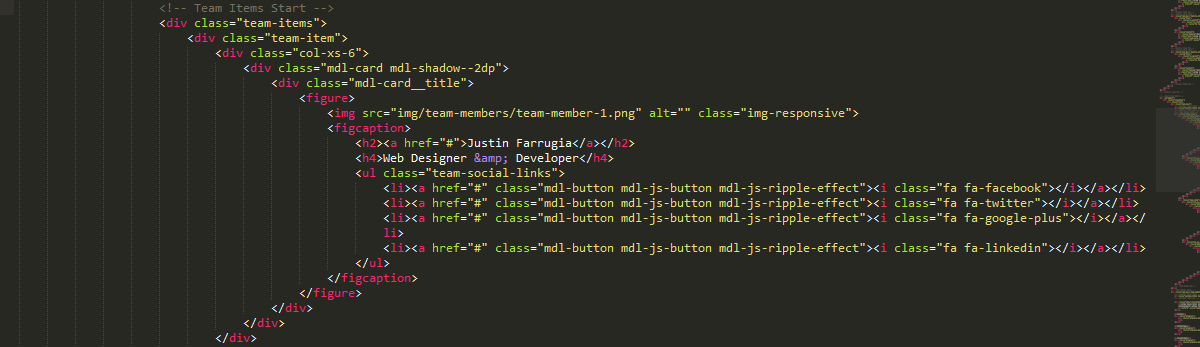 <!-- Team Items Start -->
<div class="team-items">
<div class="team-item">
<div class="col-xs-6">
<div class="mdl-card mdl-shadow--2dp">
<div class="mdl-card__title">
<figure>
<img src="img/team-members/team-member-1.png" alt="" class="img-responsive">
<figcaption>
<h2><a href="#">Justin Farrugia</a></h2>
<h4>Web Designer &amp; Developer</h4>
<ul class="team-social-links">
<li><a href="#" class="mdl-button mdl-js-button mdl-js-ripple-effect"><i class="fa fa-facebook"></i></a></li>
<li><a href="#" class="mdl-button mdl-js-button mdl-js-ripple-effect"><i class="fa fa-twitter"></i></a></li>
<li><a href="#" class="mdl-button mdl-js-button mdl-js-ripple-effect"><i class="fa fa-google-plus"></i></a></
li>
<li><a href="#" class="mdl-button mdl-js-button mdl-js-ripple-effect"><i class="fa fa-linkedin"></i></a></li>
</ul>
</figcaption>
</figure>
</div>
</div>
</div>